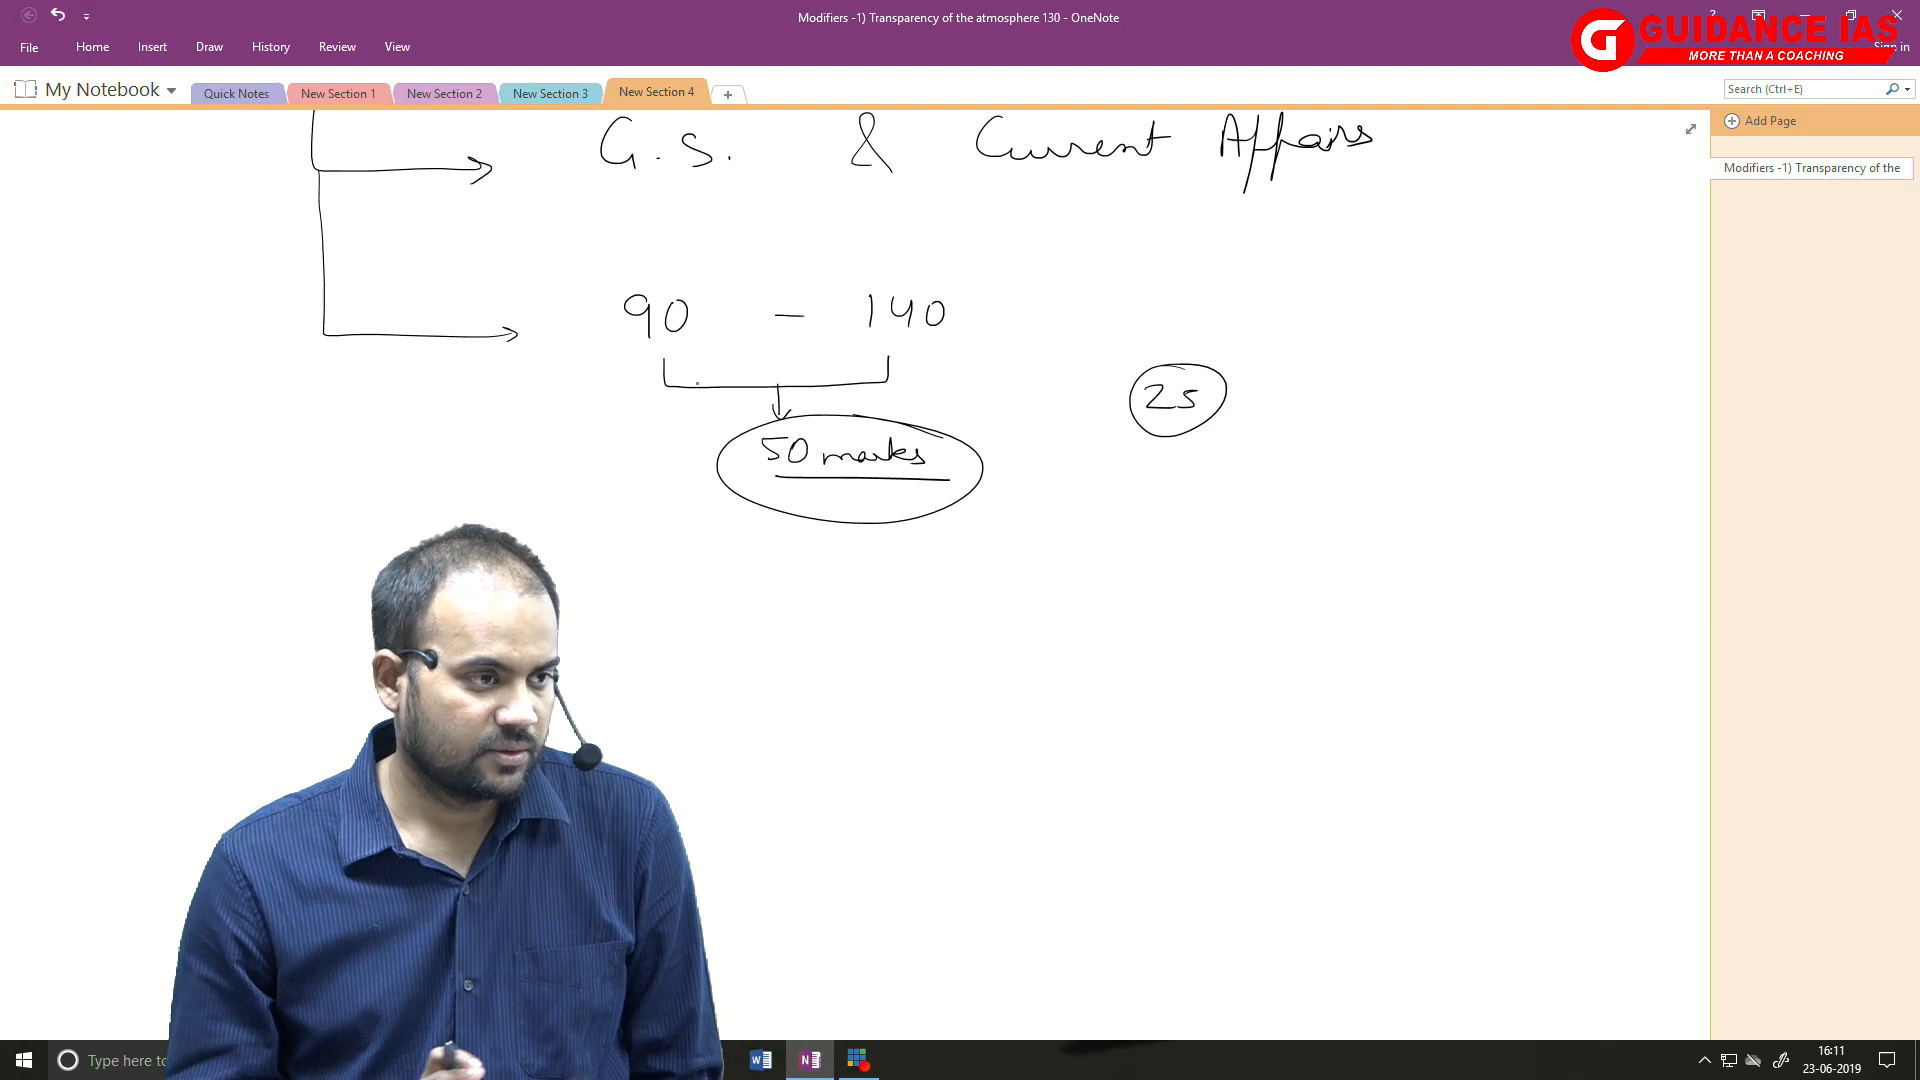 Modifiers -1) Transparency of the atmosphere 130 - OneNote
?
File Home Insert Draw History Review View
Sign in
GUIDANCE IAS
MORE THAN A COACHING
My Notebook
Quick Notes New Section 1 New Section 2 New Section 3 New Section 4 +
Search (Ctrl+E)
Add Page
Modifiers -1) Transparency of the
G.S. & Current Affairs
90 - 140
25
50 marks
Type here to
16:11
23-06-2019